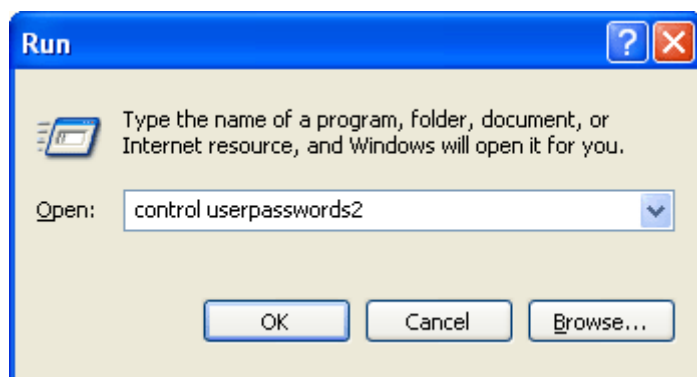 Run
Type the name of a program, folder, document, or
Internet resource, and Windows will open it for you.
Open: control userpasswords2
OK Cancel Browse...